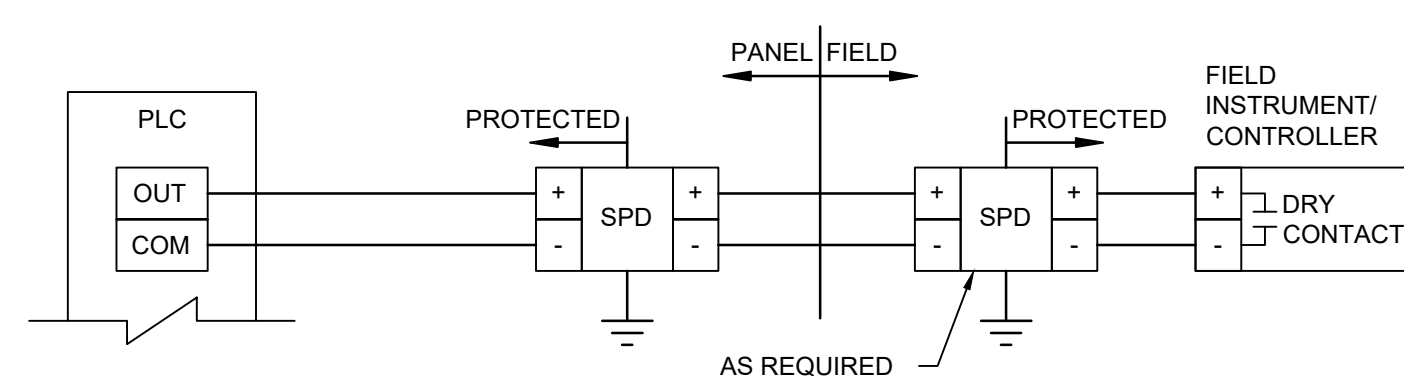 PANEL FIELD
FIELD
INSTRUMENT/
CONTROLLER
PLC
PROTECTED
PROTECTED
OUT + SPD + + SPD + + DRY
COM - - - - - CONTACT
AS REQUIRED